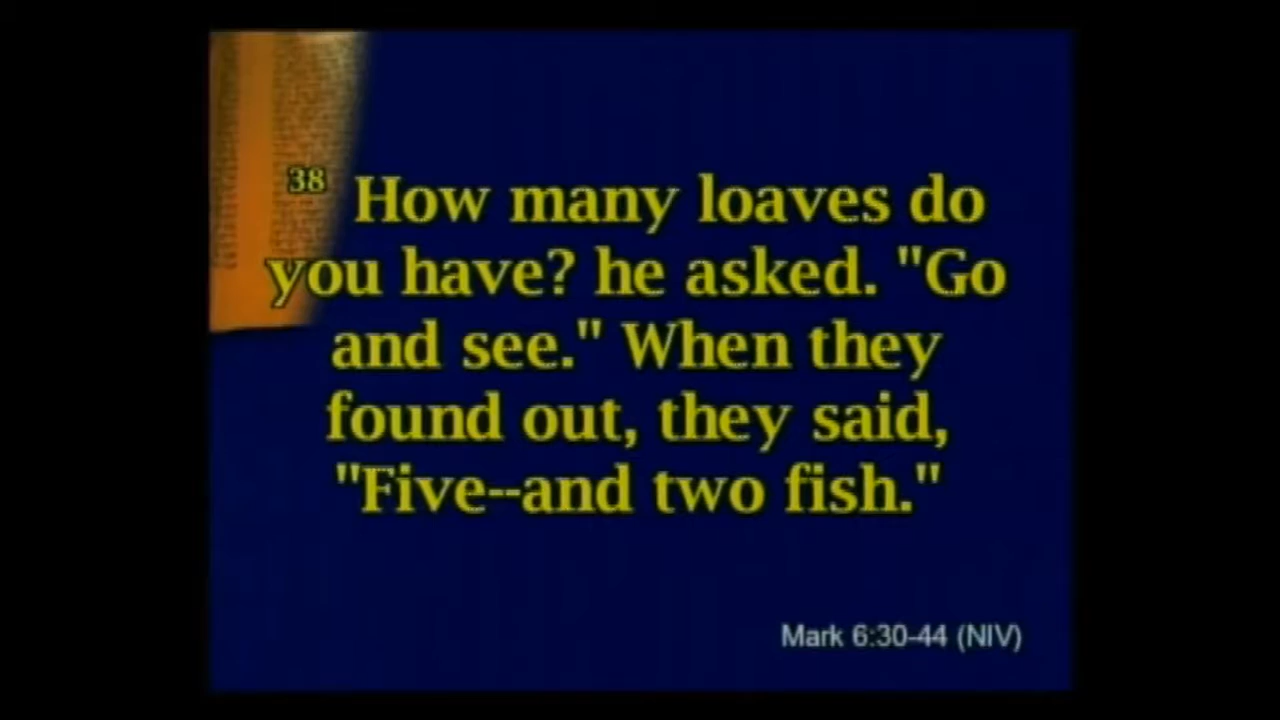 38 How many loaves do
you have? he asked. "Go
and see." When they
found out, they said,
"Five--and two fish."
Mark 6:30-44 (NIV)